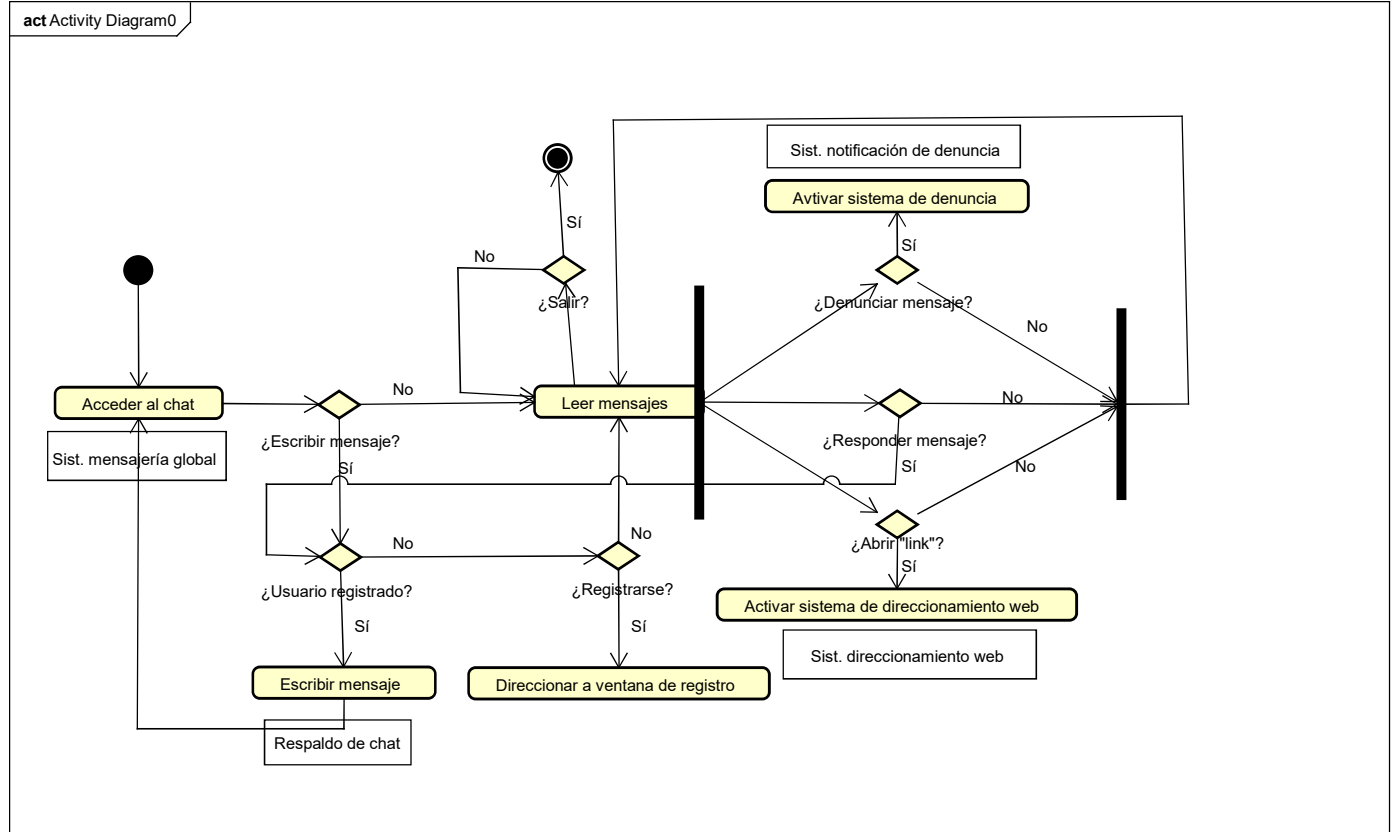 act Activity Diagram0
Sist. notificación de denuncia
Avtivar sistema de denuncia
Sí
Sí
No
¿Salir?
¿Denunciar mensaje?
No
Acceder al chat
No
Leer mensajes
No
¿Escribir mensaje?
¿Responder mensaje?
Sist. mensajería global
Sí
Sí
No
No
No
¿Abrir "link"?
Sí
¿Usuario registrado?
¿Registrarse?
Activar sistema de direccionamiento web
Sí
Sí
Sist. direccionamiento web
Escribir mensaje
Direccionar a ventana de registro
Respaldo de chat